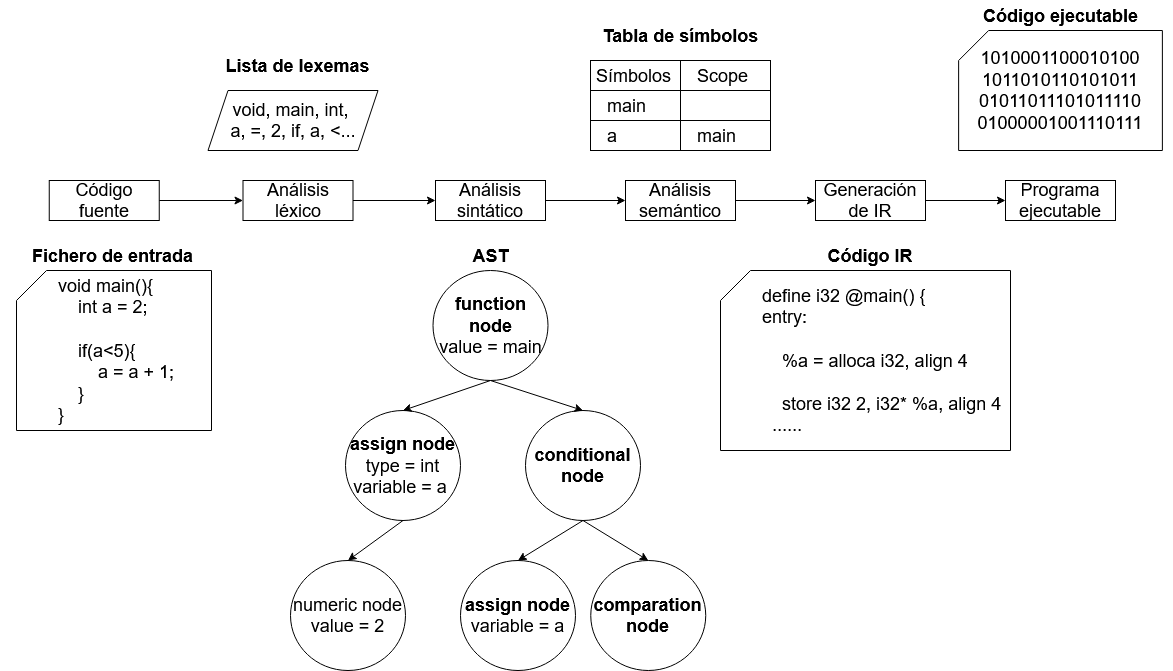 Código ejecutable
1010001100010100
1011010110101011
01011011101011110
01000001001110111
Tabla de símbolos
Símbolos Scope
main
a main
Lista de lexemas
void, main, int,
a, =, 2, if, a, <...
Código
fuente
Análisis
léxico
Análisis
sintático
Análisis
semántico
Generación
de IR
Programa
ejecutable
Fichero de entrada
void main(){
int a = 2;
if(a<5){
a = a + 1;
}
}
AST
function
node
value = main
assign node
type = int
variable = a
conditional
node
numeric node
value = 2
assign node
variable = a
comparation
node
Código IR
define i32 @main() {
entry:
%a = alloca i32, align 4
store i32 2, i32* %a, align 4
......